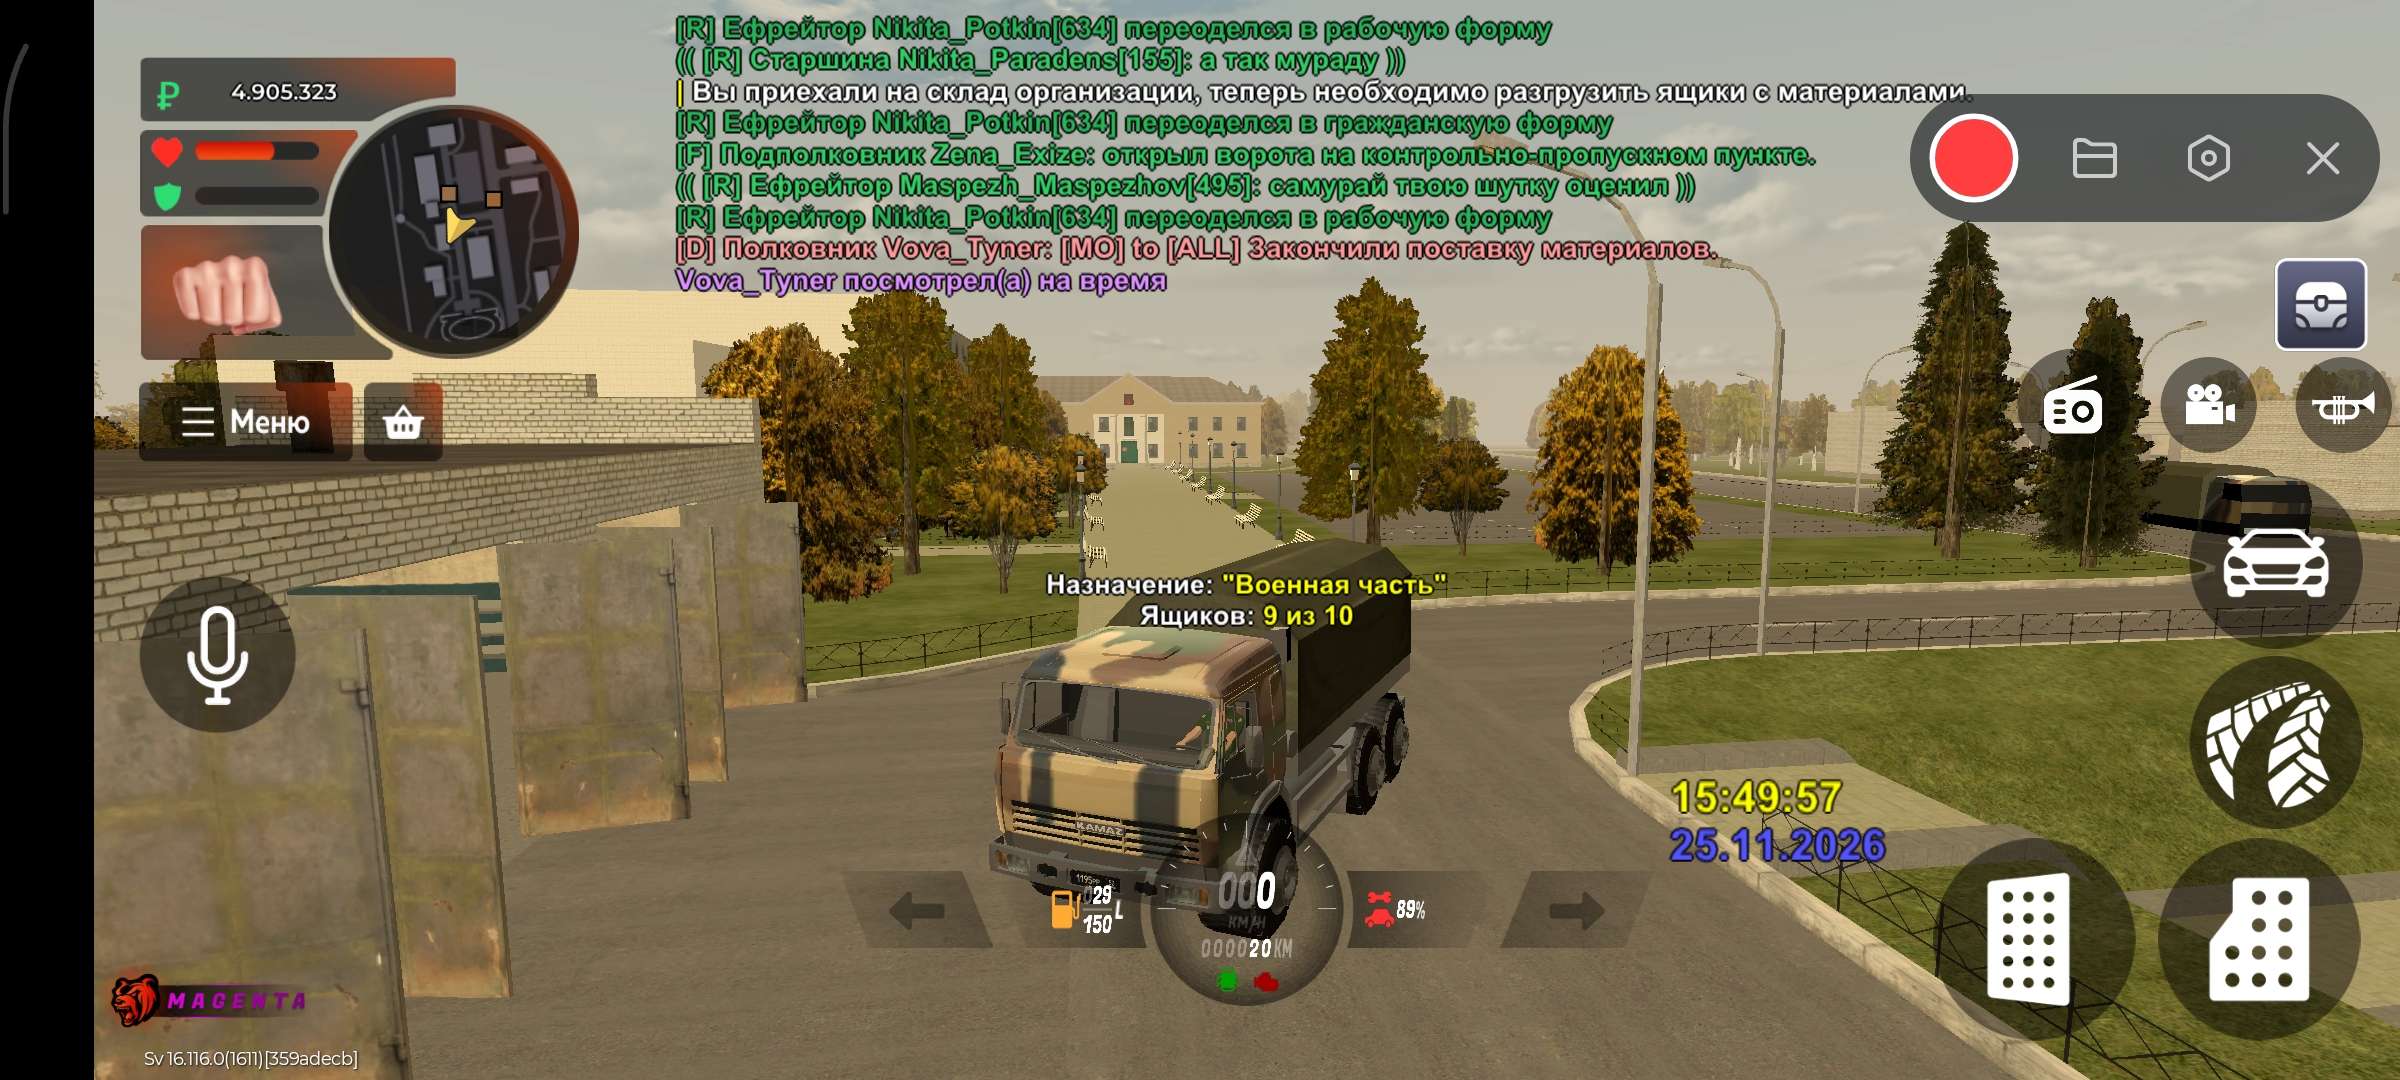 [R] Ефрейтор Nikita_Potkin[634] переоделся в рабочую форму
(( [R] Старшина Nikita_Paradens[155]: а так мураду ))
| Вы приехали на склад организации, теперь необходимо разгрузить ящики с материалами.
[R] Ефрейтор Nikita_Potkin[634] переоделся в гражданскую форму
[F] Подполковник Zena_Exize: открыл ворота на контрольно-пропускном пункте.
(( [R] Ефрейтор Maspezh_Maspezhov[495]: самурай твою шутку оценил ))
[R] Ефрейтор Nikita_Potkin[634] переоделся в рабочую форму
[D] Полковник Vova_Tyner: [MO] to [ALL] Закончили поставку материалов.
Vova_Tyner посмотрел(а) на время
₽ 4.905.323
Меню
Назначение: "Военная часть"
Ящиков: 9 из 10
KAMAZ
15:49:57
25.11.2026
029
150 L
000
KM/H
000020 KM
89%
MAGENTA
Sv 16.116.0(1611)[359adecb]